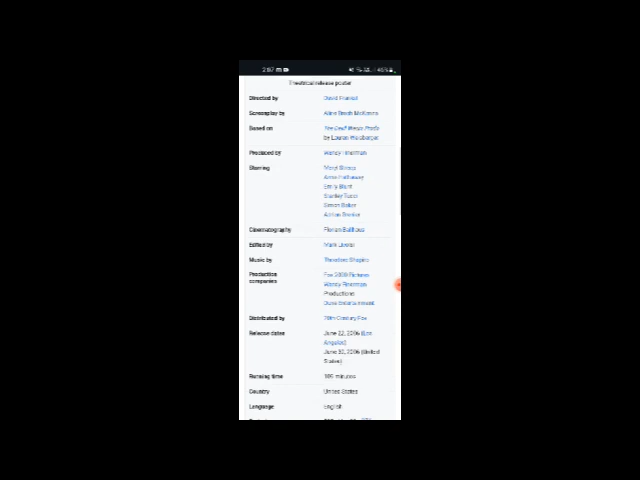 2:07
Theatrical release poster
Directed by David Frankel
Screenplay by Aline Brosh McKenna
Based on The Devil Wears Prada
by Lauren Weisberger
Produced by Wendy Finerman
Starring Meryl Streep
Anne Hathaway
Emily Blunt
Stanley Tucci
Simon Baker
Adrian Grenier
Cinematography Florian Ballhaus
Edited by Mark Livolsi
Music by Theodore Shapiro
Production Fox 2000 Pictures
companies Wendy Finerman
Productions
Dune Entertainment
Distributed by 20th Century Fox
Release dates June 22, 2006 (Los
Angeles)
June 30, 2006 (United
States)
Running time 109 minutes
Country United States
Language English